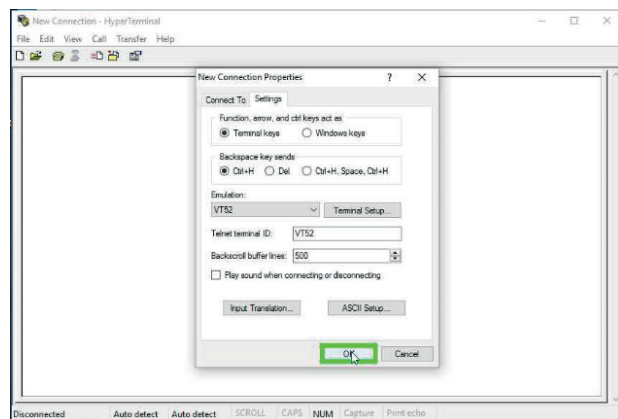 New Connection - HyperTerminal
File Edit View Call Transfer Help
New Connection Properties ? ×
Connect To Settings
Function, arrow, and ctrl keys act as
Terminal keys Windows keys
Backspace key sends
Ctrl+H Del Ctrl+H, Space, Ctrl+H
Emulation:
VT52 Terminal Setup...
Telnet terminal ID: VT52
Backscroll buffer lines: 500
Play sound when connecting or disconnecting
Input Translation... ASCII Setup...
OK Cancel
Disconnected Auto detect Auto detect SCROLL CAPS NUM Capture Print echo